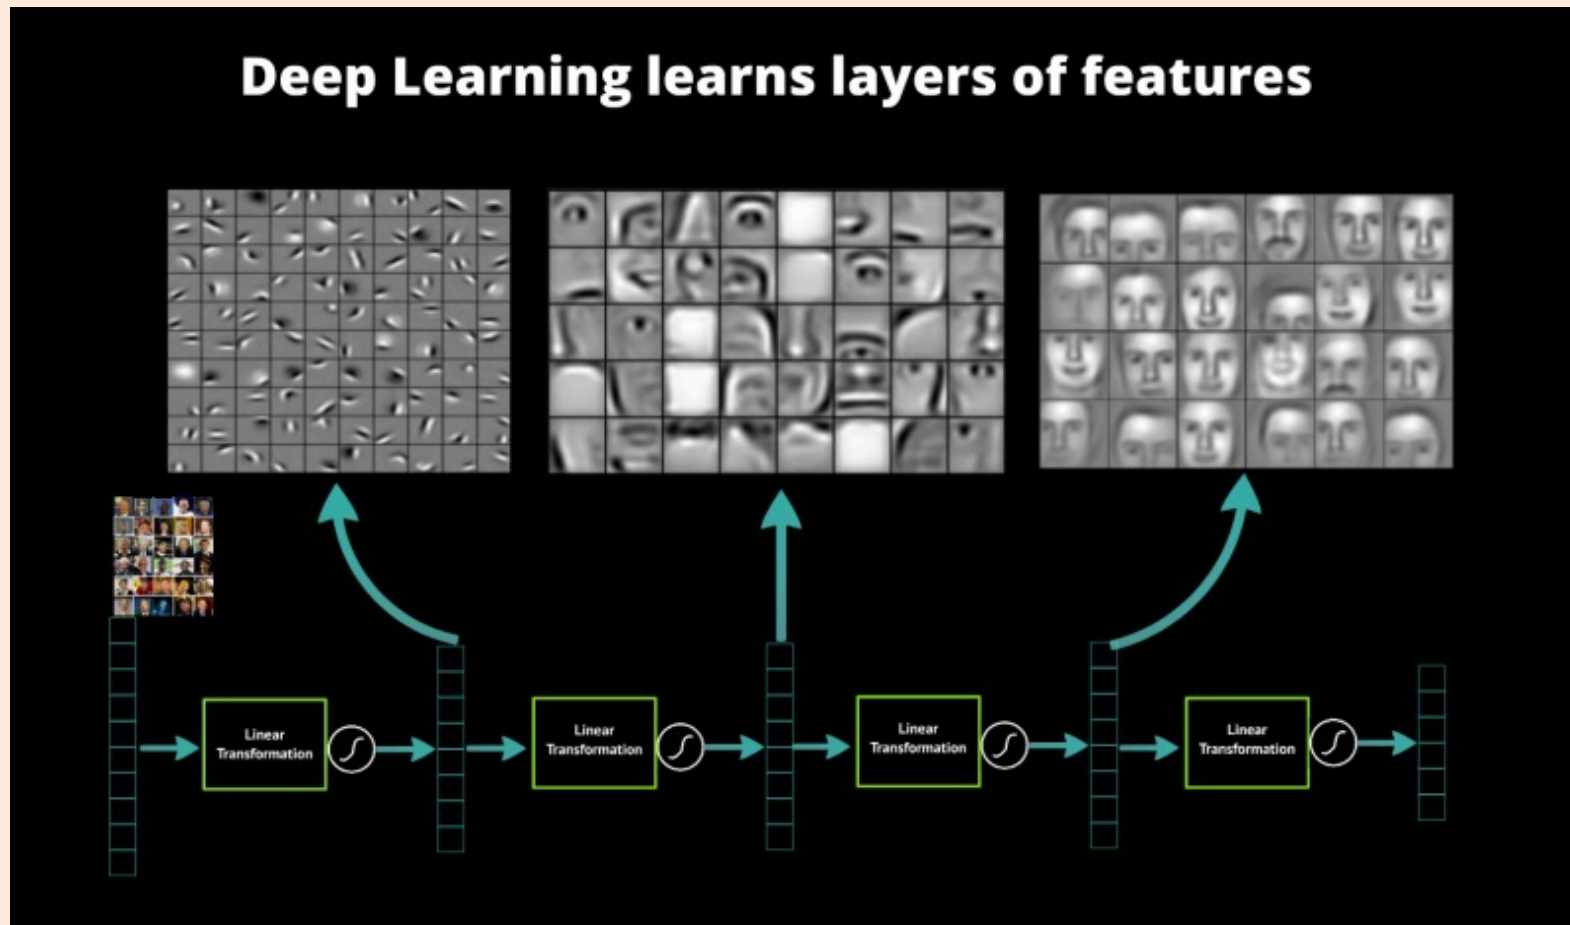 Deep Learning learns layers of features
Linear
Transformation
Linear
Transformation
Linear
Transformation
Linear
Transformation